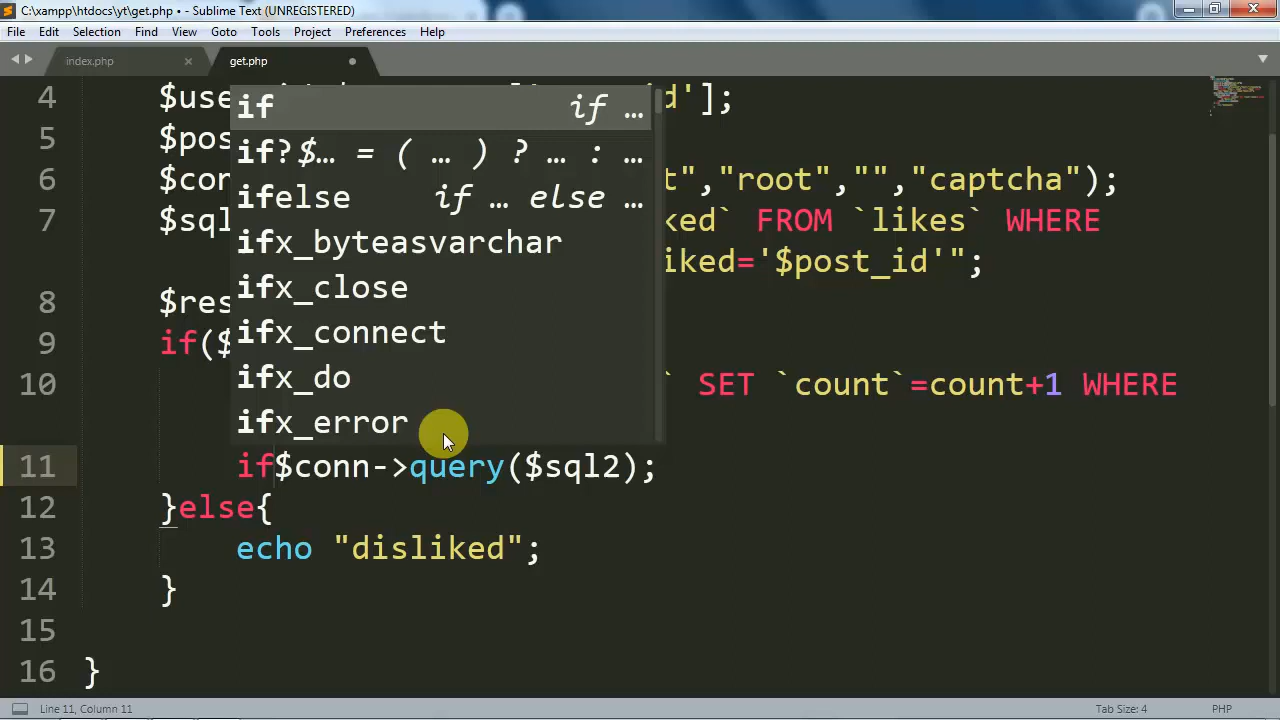 C:\xampp\htdocs\yt\get.php • - Sublime Text (UNREGISTERED)
File Edit Selection Find View Goto Tools Project Preferences Help
index.php × get.php
4 $use d'];
if if …
5 $pos
if?$… = ( … ) ? … : …
6 $con t","root","","captcha");
ifelse if … else …
7 $sql ked` FROM `likes` WHERE
ifx_byteasvarchar iked='$post_id'";
8 $res
ifx_close
9 if($
ifx_connect
10 ` SET `count`=count+1 WHERE
ifx_do
ifx_error
11 if$conn->query($sql2);
12 }else{
13 echo "disliked";
14 }
15
16 }
Line 11, Column 11 Tab Size: 4 PHP